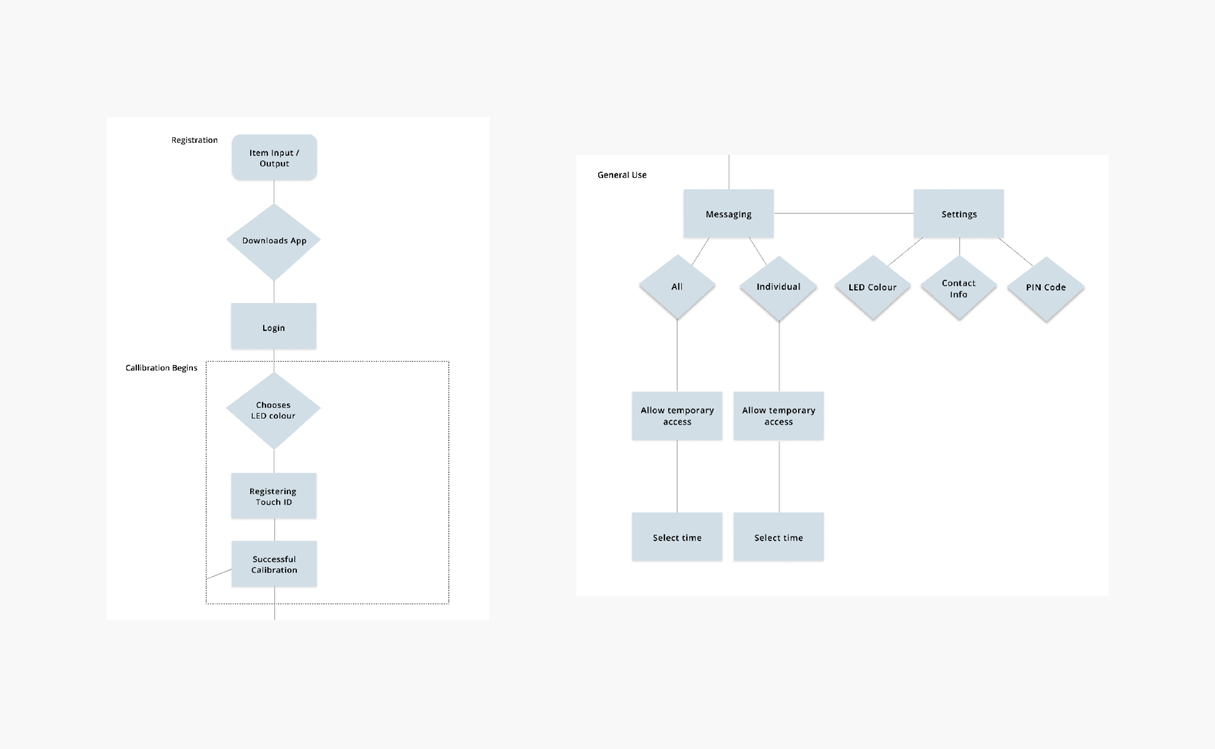 Registration
Item Input /
Output
Downloads App
Login
Callibration Begins
Chooses
LED colour
Registering
Touch ID
Successful
Calibration
General Use
Messaging
Settings
All
Individual
LED Colour
Contact
Info
PIN Code
Allow temporary
access
Allow temporary
access
Select time
Select time